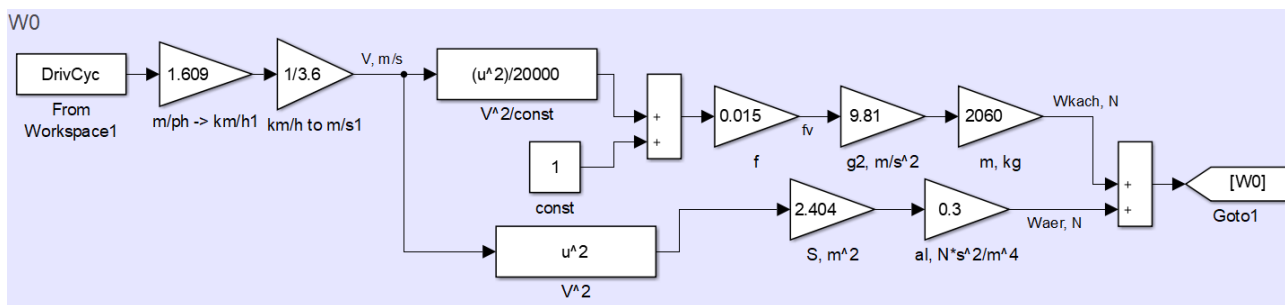 W0
DrivCyc
From
Workspace1
1.609
m/ph -> km/h1
1/3.6
km/h to m/s1
V, m/s
(u^2)/20000
V^2/const
1
const
+
+
0.015
f
fv
9.81
g2, m/s^2
2060
m, kg
Wkach, N
u^2
V^2
2.404
S, m^2
0.3
al, N*s^2/m^4
Waer, N
+
+
[W0]
Goto1